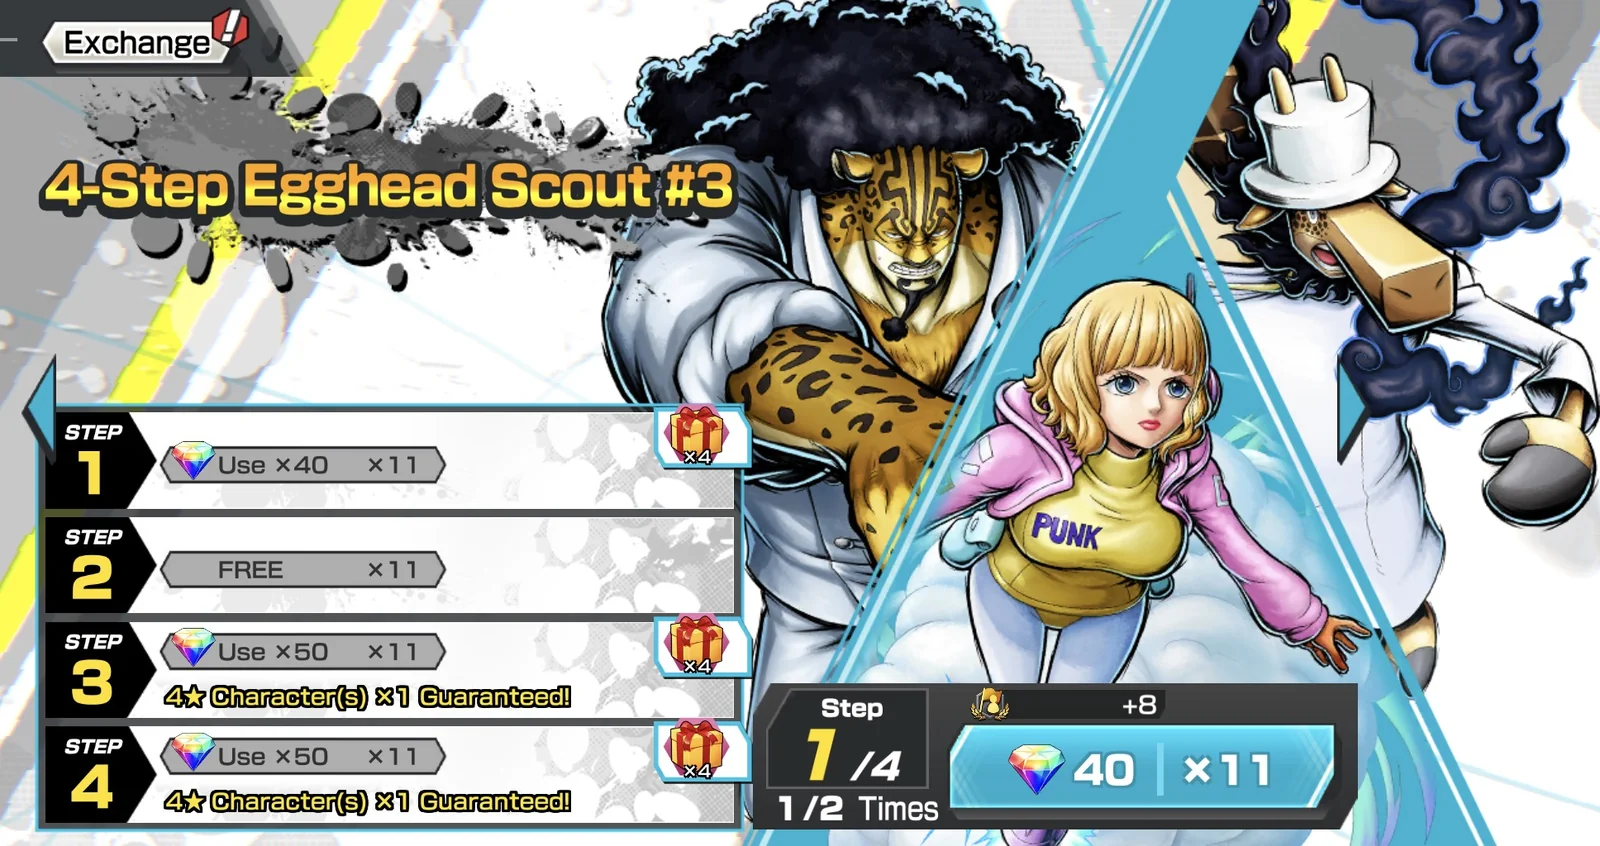 Exchange !
4-Step Egghead Scout #3
STEP
1
Use ×40 ×11
×4
STEP
2
FREE ×11
STEP
3
Use ×50 ×11
×4
4★ Character(s) ×1 Guaranteed!
STEP
4
Use ×50 ×11
×4
4★ Character(s) ×1 Guaranteed!
PUNK
Step
1/4
1/2 Times
+8
40 ×11